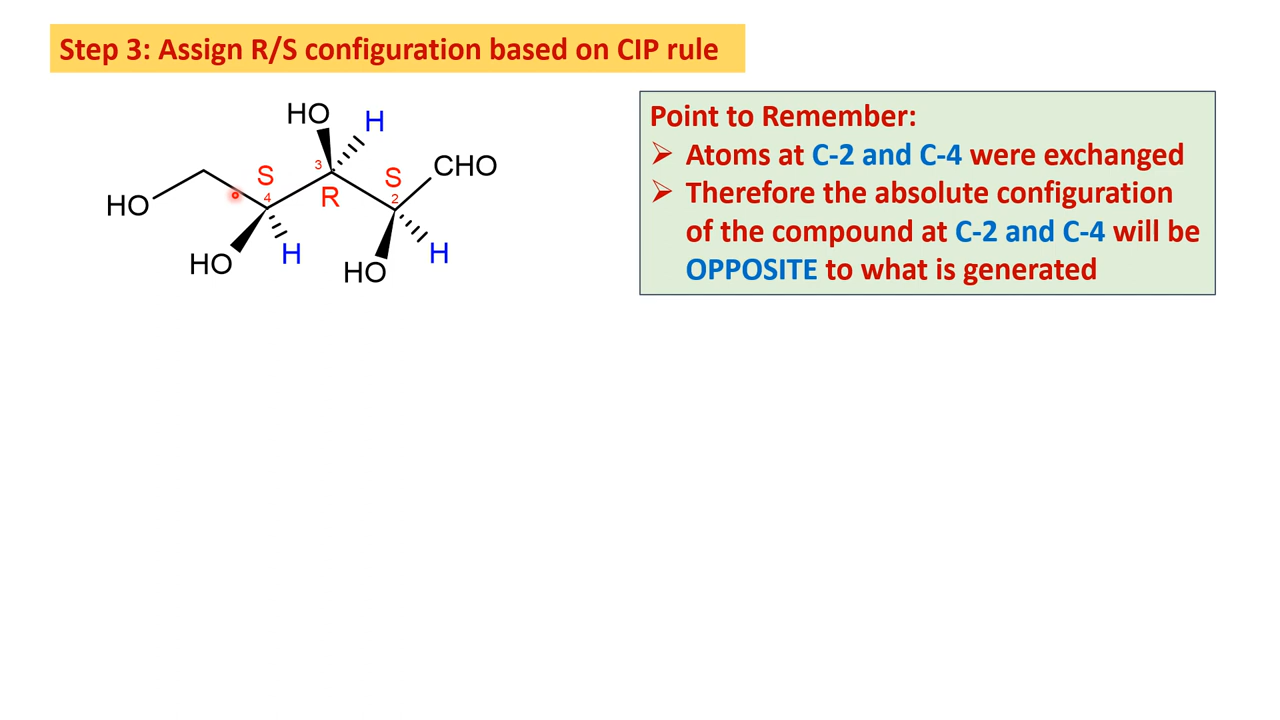 Step 3: Assign R/S configuration based on CIP rule
HO
H
3
S
S
CHO
4
R
2
HO
H
H
HO
HO
Point to Remember:
➢ Atoms at C-2 and C-4 were exchanged
➢ Therefore the absolute configuration
of the compound at C-2 and C-4 will be
OPPOSITE to what is generated